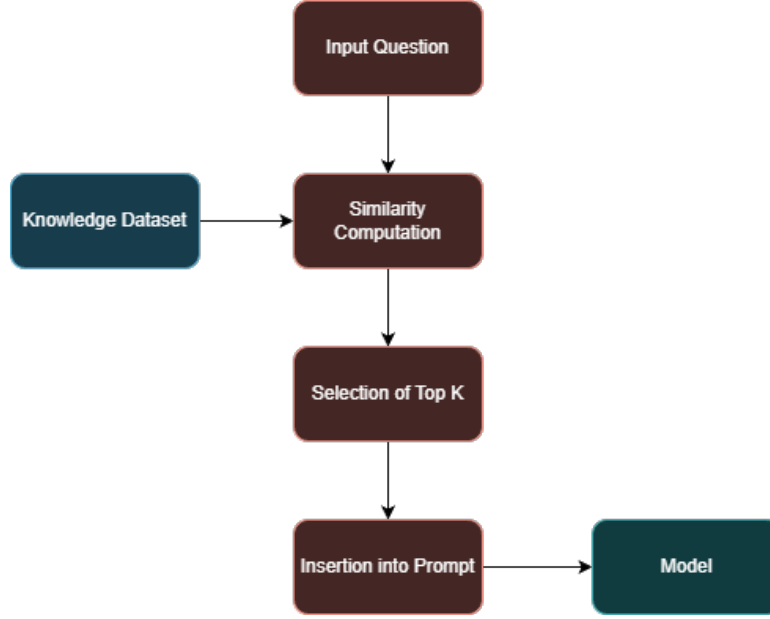 Input Question
Knowledge Dataset
Similarity
Computation
Selection of Top K
Insertion into Prompt
Model